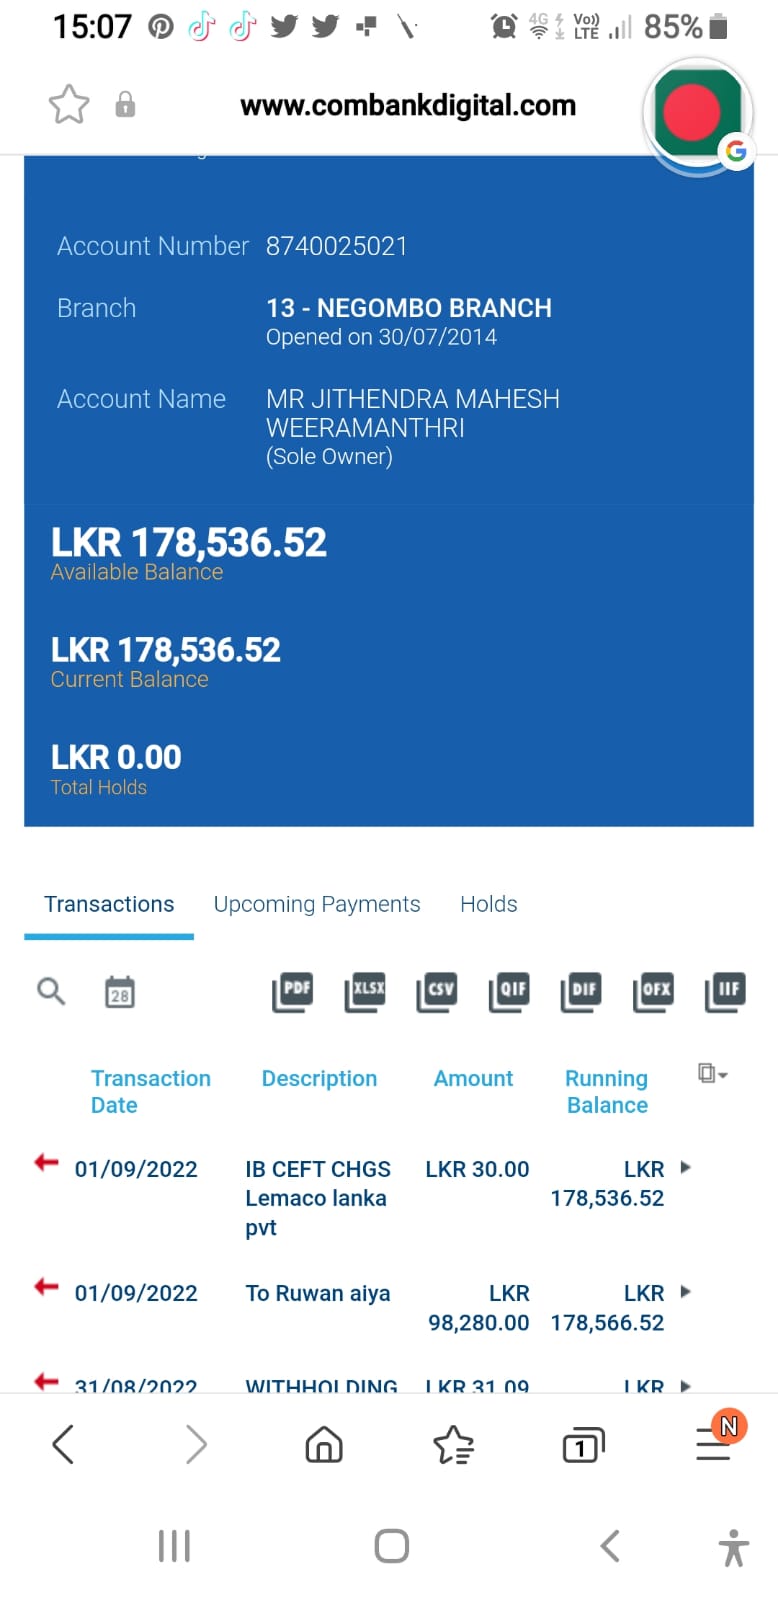 15:07 4G Vo)) LTE 85%
www.combankdigital.com
G
Account Number 8740025021
Branch 13 - NEGOMBO BRANCH
Opened on 30/07/2014
Account Name MR JITHENDRA MAHESH
WEERAMANTHRI
(Sole Owner)
LKR 178,536.52
Available Balance
LKR 178,536.52
Current Balance
LKR 0.00
Total Holds
Transactions Upcoming Payments Holds
28 PDF XLSX CSV QIF DIF OFX IIF
Transaction Description Amount Running
Date Balance
01/09/2022 IB CEFT CHGS LKR 30.00 LKR
Lemaco lanka 178,536.52
pvt
01/09/2022 To Ruwan aiya LKR LKR
98,280.00 178,566.52
31/08/2022 WITHHOLDING LKR 31.09 LKR
1 N